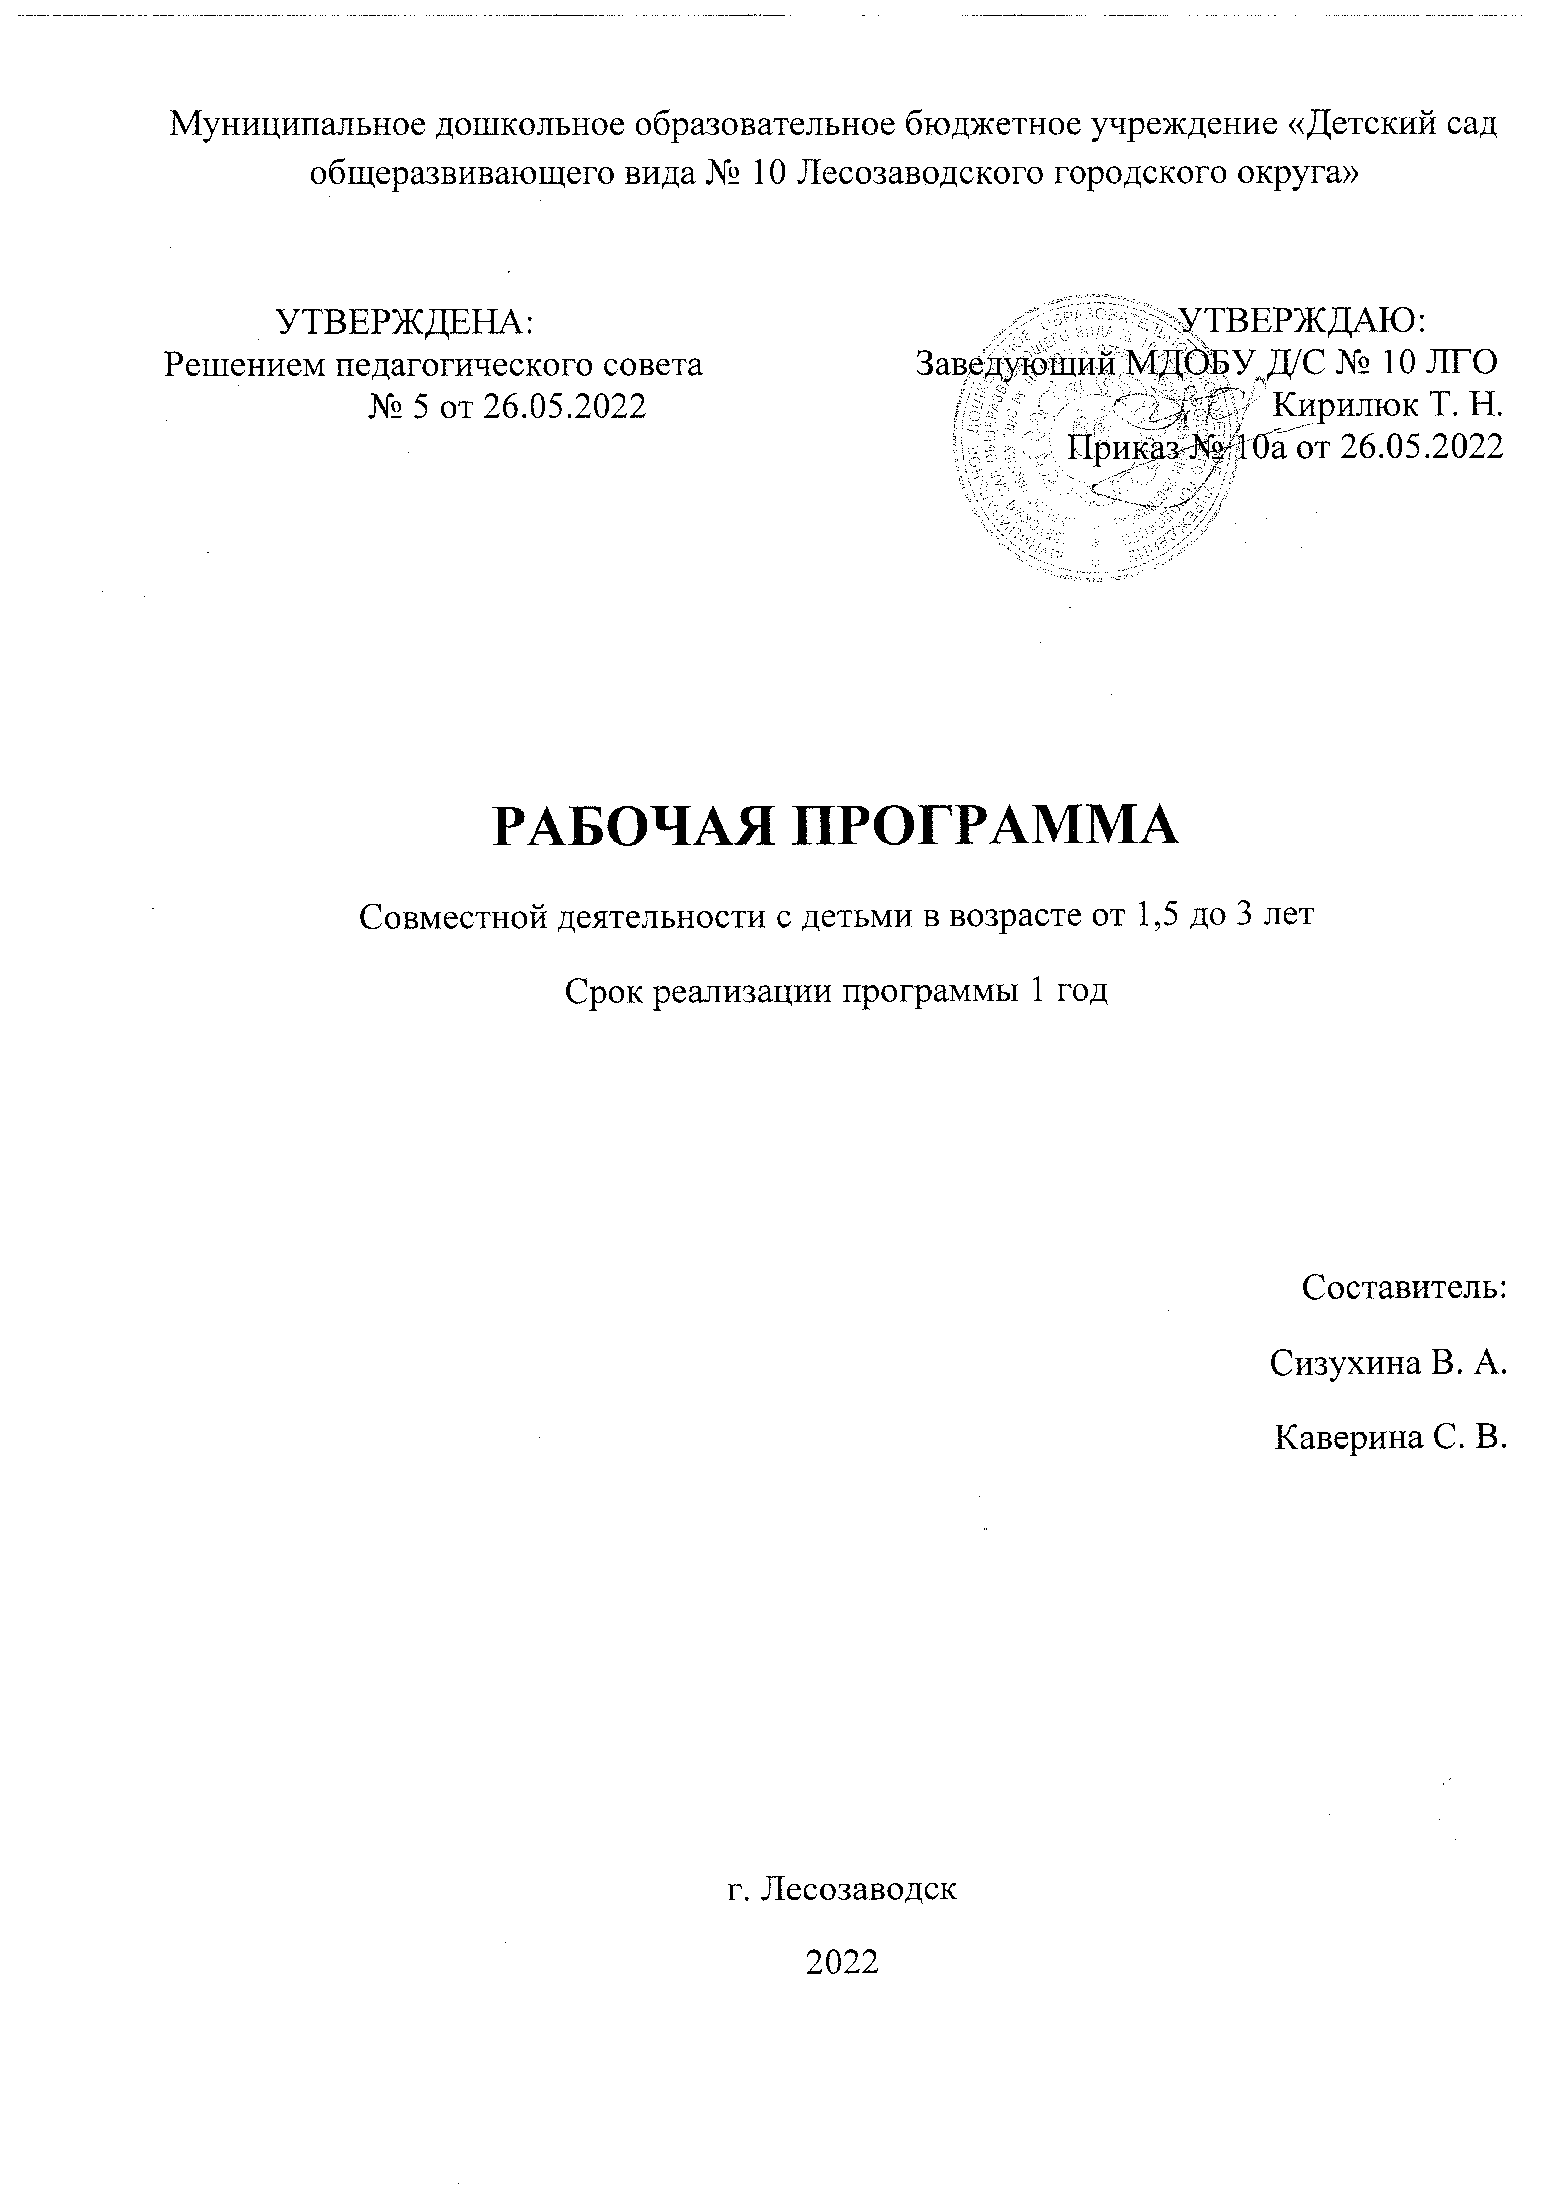 Муниципальное дошкольное образовательное бюджетное учреждение «Детский сад
общеразвивающего вида № 10 Лесозаводского городского округа»
УТВЕРЖДЕНА:
Решением педагогического совета
№ 5 от 26.05.2022
УТВЕРЖДАЮ:
Заведующий МДОБУ Д/С № 10 ЛГО
Кирилюк Т. Н.
Приказ № 10а от 26.05.2022
РАБОЧАЯ ПРОГРАММА
Совместной деятельности с детьми в возрасте от 1,5 до 3 лет
Срок реализации программы 1 год
Составитель:
Сизухина В. А.
Каверина С. В.
г. Лесозаводск
2022